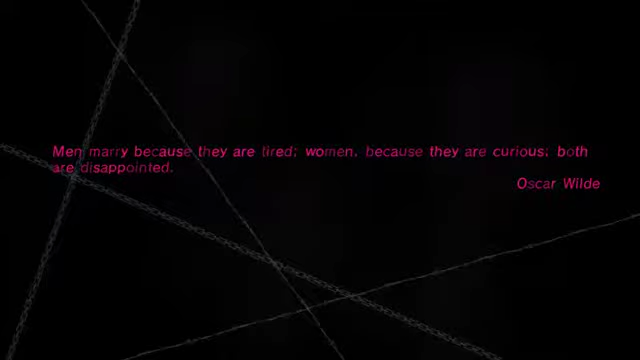 Men marry because they are tired; women, because they are curious; both
are disappointed.
Oscar Wilde